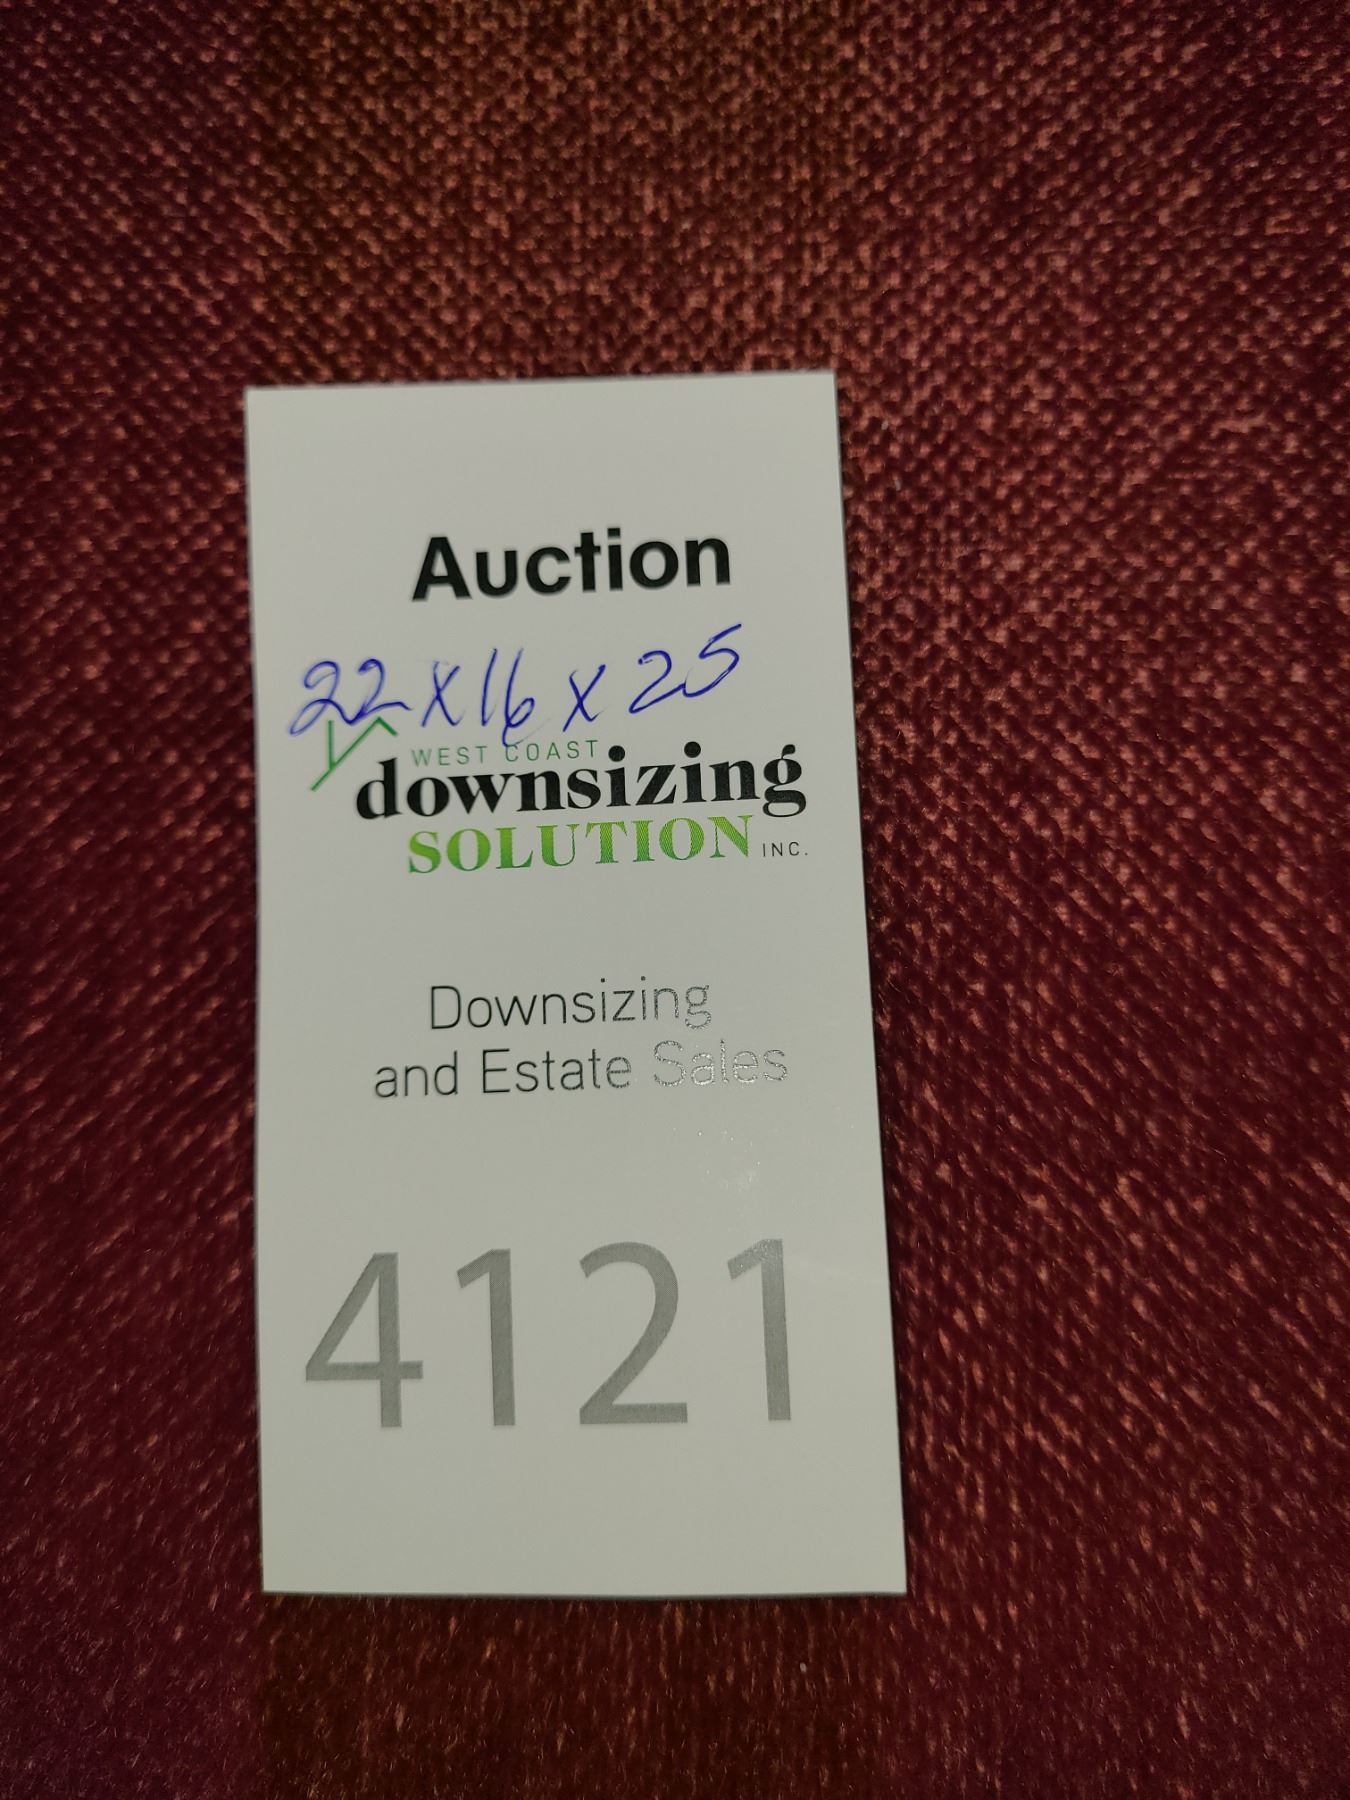 Auction
22 x 16 x 25
WEST COAST
downsizing
SOLUTION INC.
Downsizing
and Estate Sales
4121